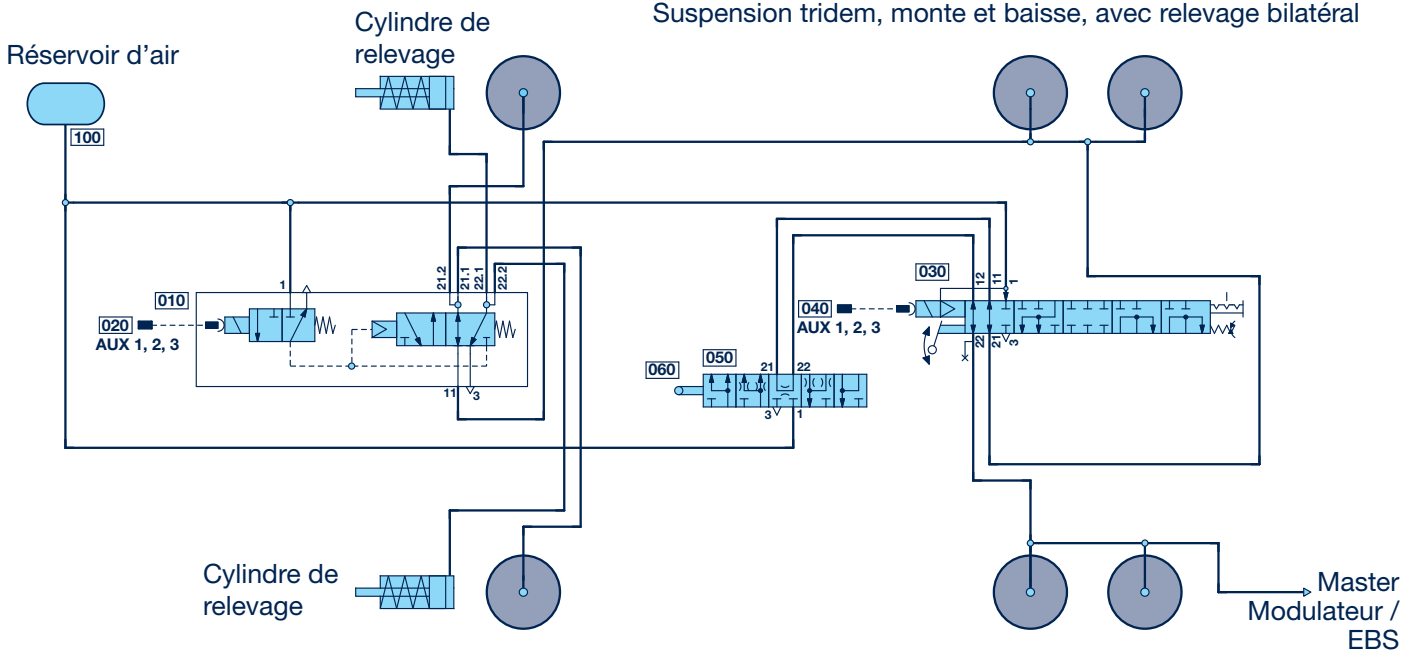 Suspension tridem, monte et baisse, avec relevage bilatéral
Cylindre de
relevage
Réservoir d’air
100
21.2
21.1
22.1
22.2
1
010
020
AUX 1, 2, 3
11
3
12
11
1
030
040
AUX 1, 2, 3
22
21
3
I
060
050
21
22
3
1
Cylindre de
relevage
Master
Modulateur /
EBS